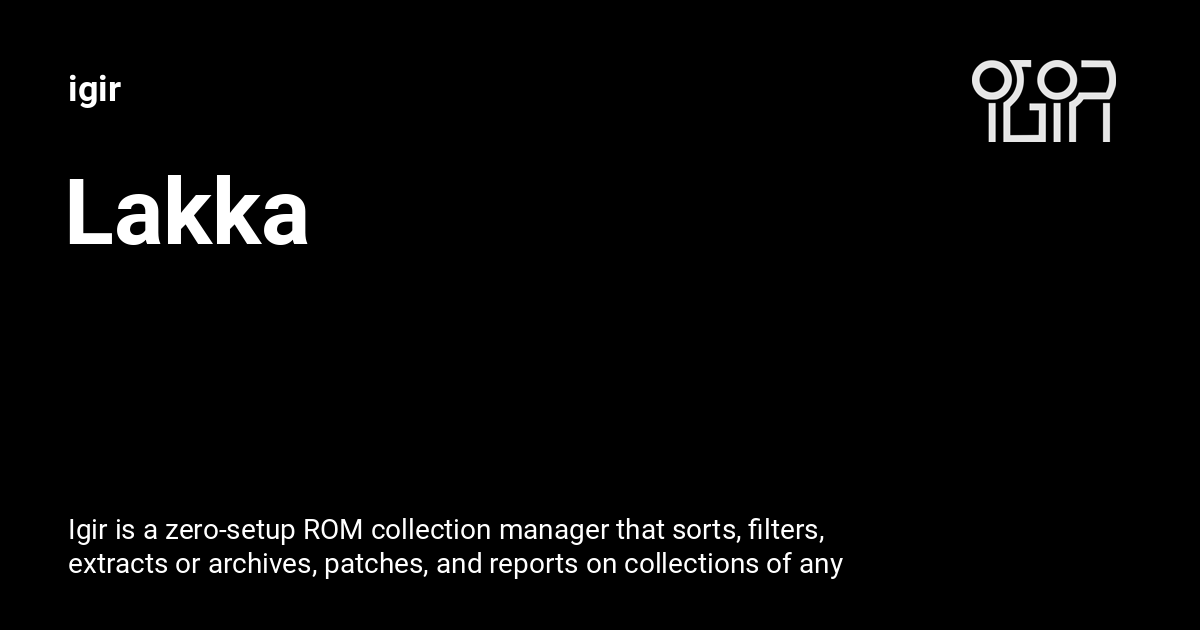 igir
IGIR
Lakka
Igir is a zero-setup ROM collection manager that sorts, filters,
extracts or archives, patches, and reports on collections of any